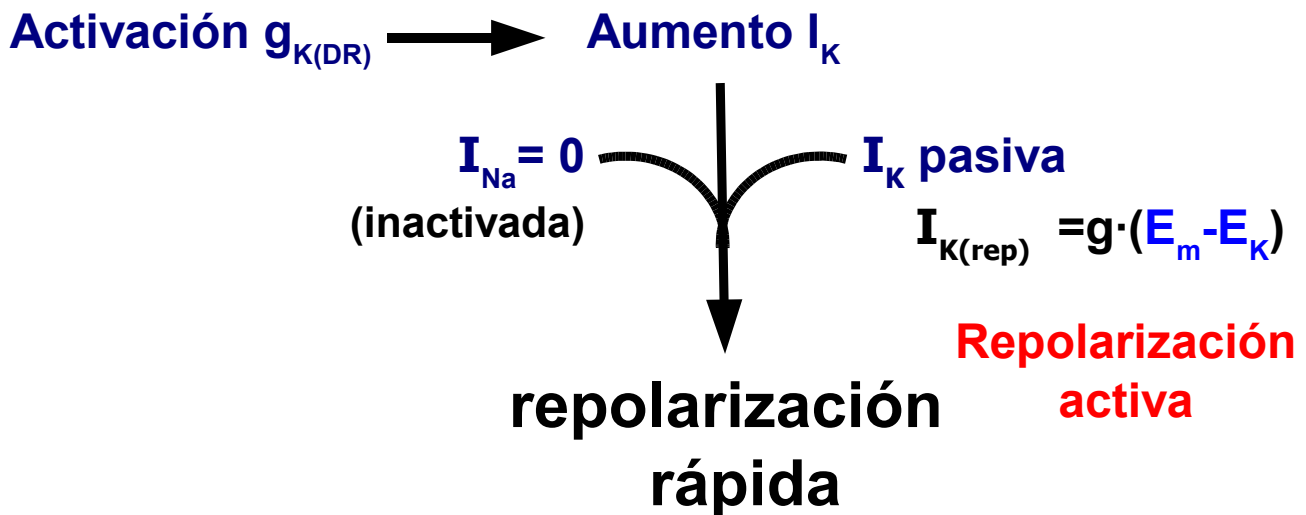 Activación gK(DR) Aumento IK
INa= 0 IK pasiva
(inactivada) IK(rep) =g·(Em-EK)
Repolarización
activa
repolarización
rápida